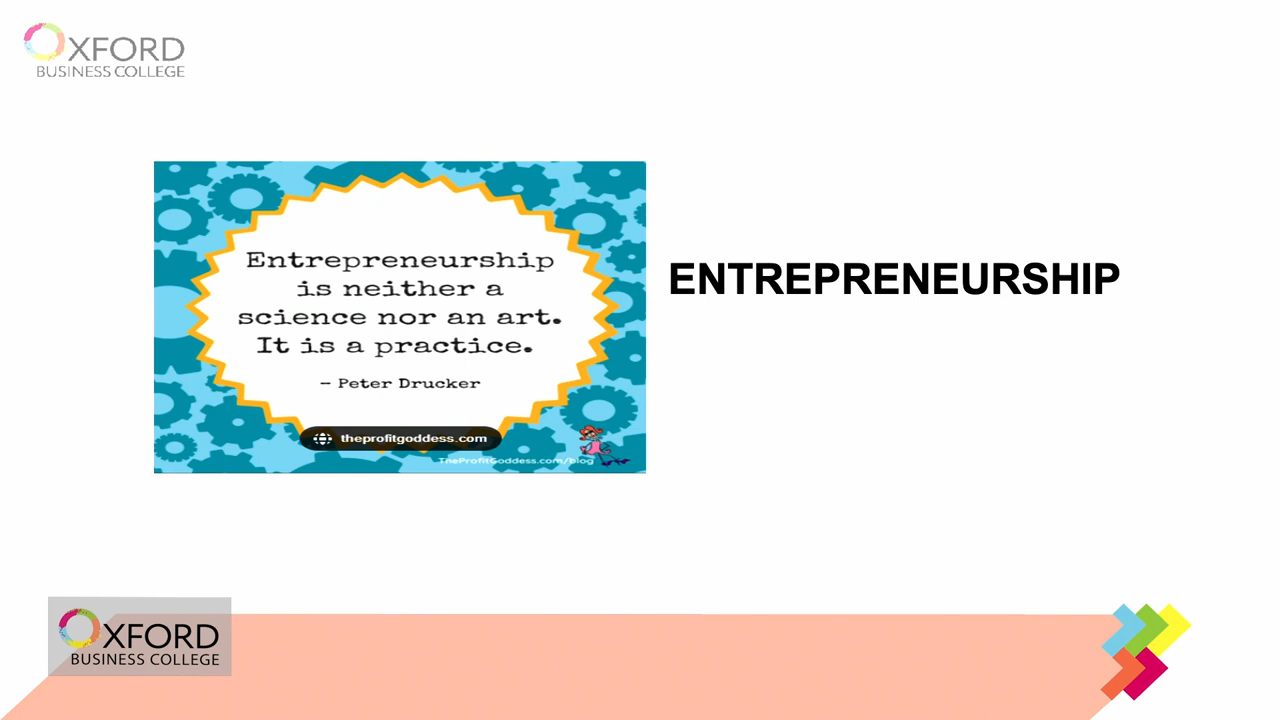 OXFORD
BUSINESS COLLEGE
Entrepreneurship
is neither a
science nor an art.
It is a practice.
– Peter Drucker
theprofitgoddess.com
TheProfitGoddess.com/blog
ENTREPRENEURSHIP
OXFORD
BUSINESS COLLEGE